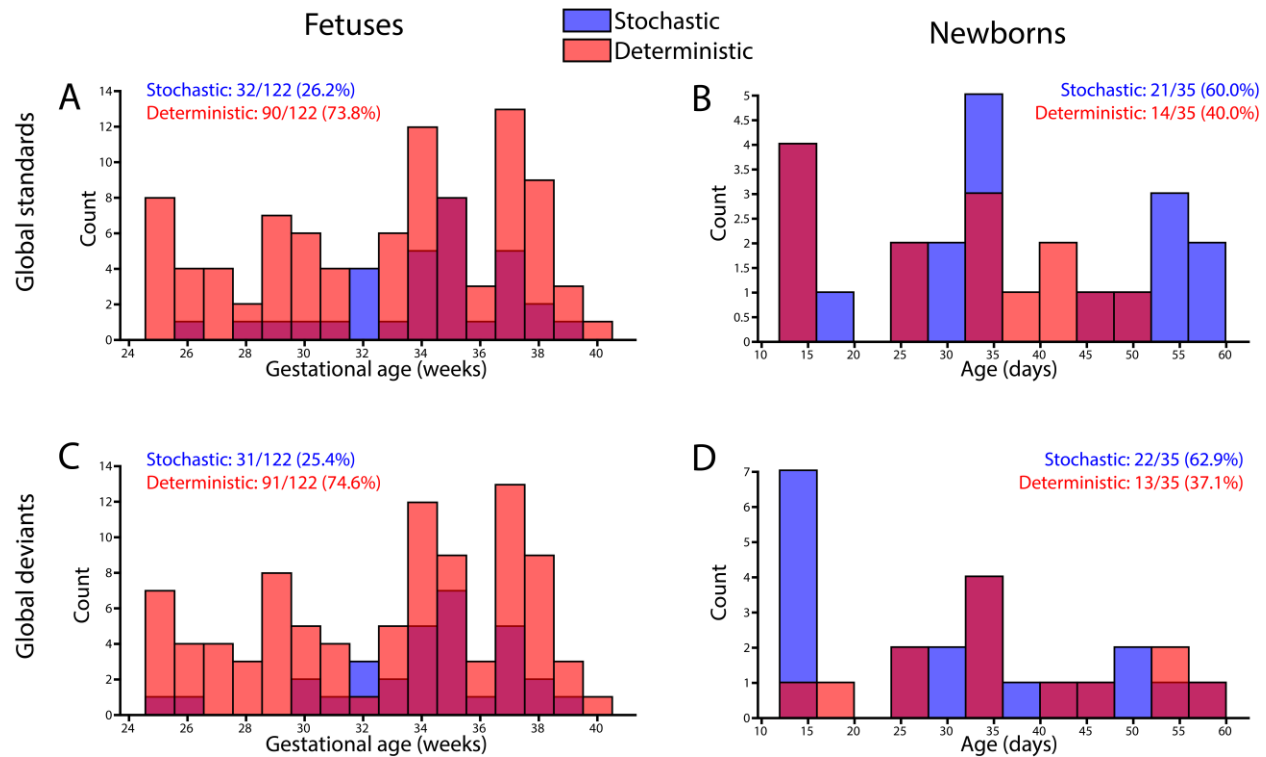 Fetuses
Stochastic
Deterministic
Newborns
Global standards
A
Stochastic: 32/122 (26.2%)
Deterministic: 90/122 (73.8%)
Count
14
12
10
8
6
4
2
0
24 26 28 30 32 34 36 38 40
Gestational age (weeks)
B
Stochastic: 21/35 (60.0%)
Deterministic: 14/35 (40.0%)
Count
5
4.5
4
3.5
3
2.5
2
1.5
1
0.5
0
10 15 20 25 30 35 40 45 50 55 60
Age (days)
Global deviants
C
Stochastic: 31/122 (25.4%)
Deterministic: 91/122 (74.6%)
Count
14
12
10
8
6
4
2
0
24 26 28 30 32 34 36 38 40
Gestational age (weeks)
D
Stochastic: 22/35 (62.9%)
Deterministic: 13/35 (37.1%)
Count
7
6
5
4
3
2
1
0
10 15 20 25 30 35 40 45 50 55 60
Age (days)